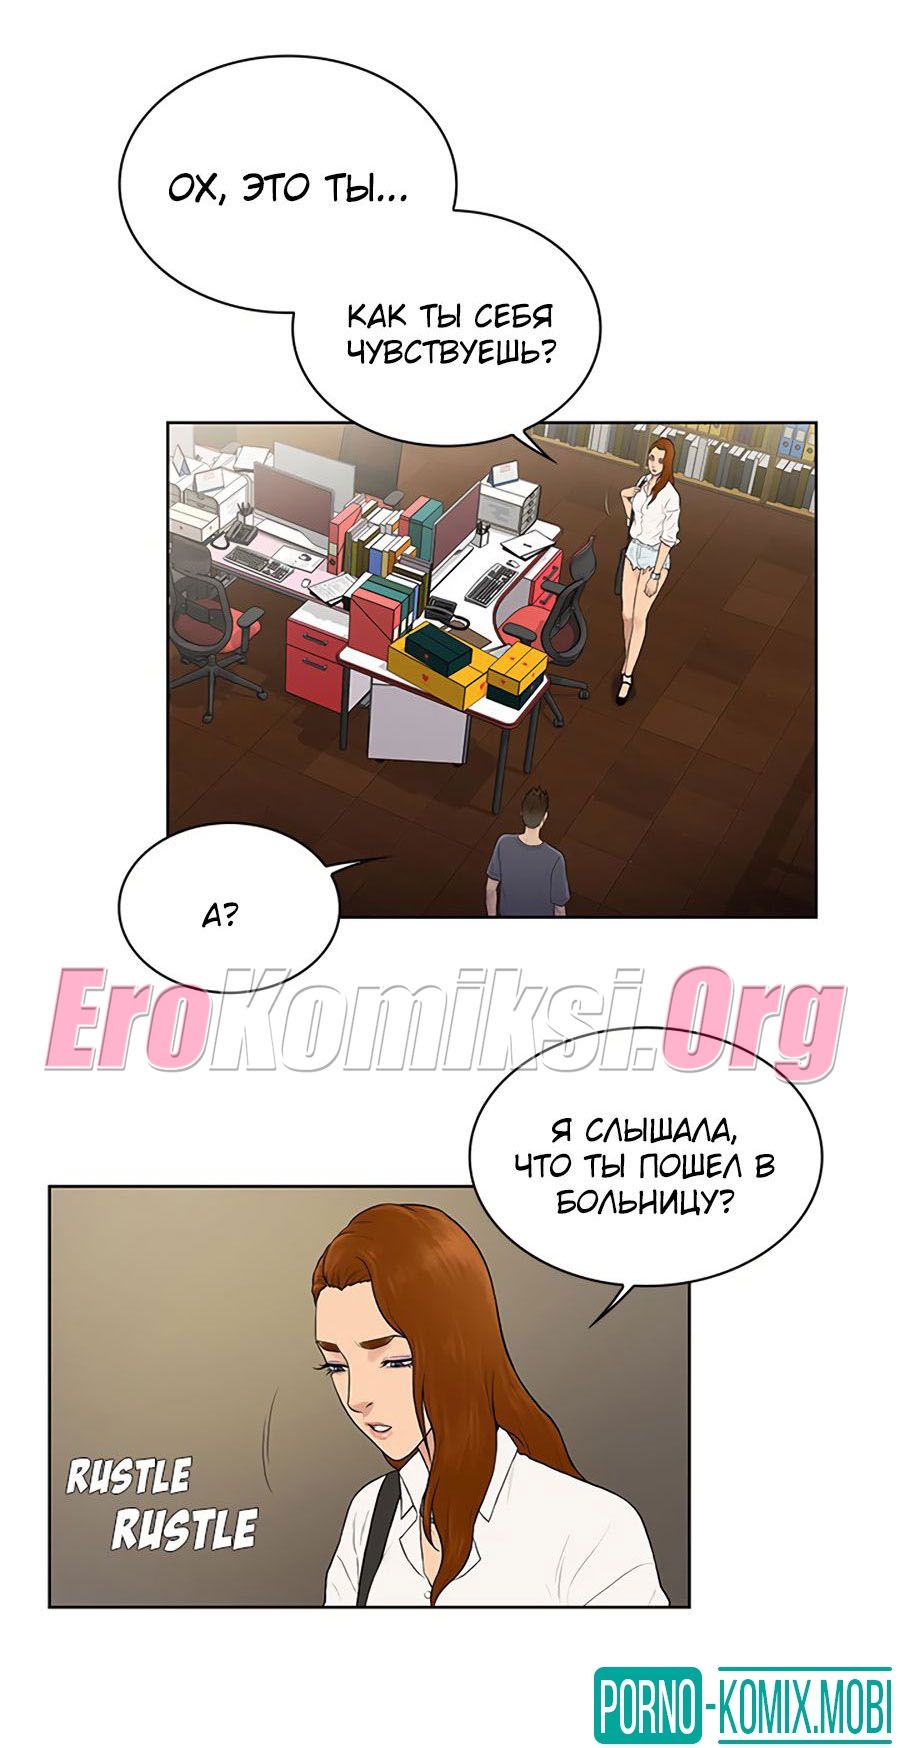 ОХ, ЭТО ТЫ...
КАК ТЫ СЕБЯ
ЧУВСТВУЕШЬ?
А?
EroKomiksi.Org
Я СЛЫШАЛА,
ЧТО ТЫ ПОШЕЛ В
БОЛЬНИЦУ?
RUSTLE
RUSTLE
PORNO-KOMIX.MOBI